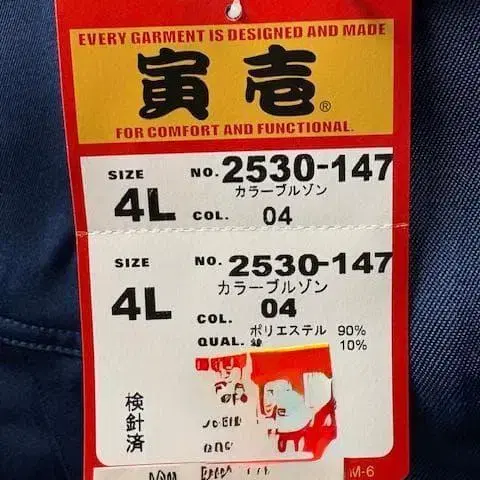 EVERY GARMENT IS DESIGNED AND MADE
寅壱®
FOR COMFORT AND FUNCTIONAL.
SIZE 4L
NO. 2530-147
カラーブルゾン
COL. 04
SIZE 4L
NO. 2530-147
カラーブルゾン
COL. 04
QUAL. ポリエステル 90%
10%
検針済
M-6